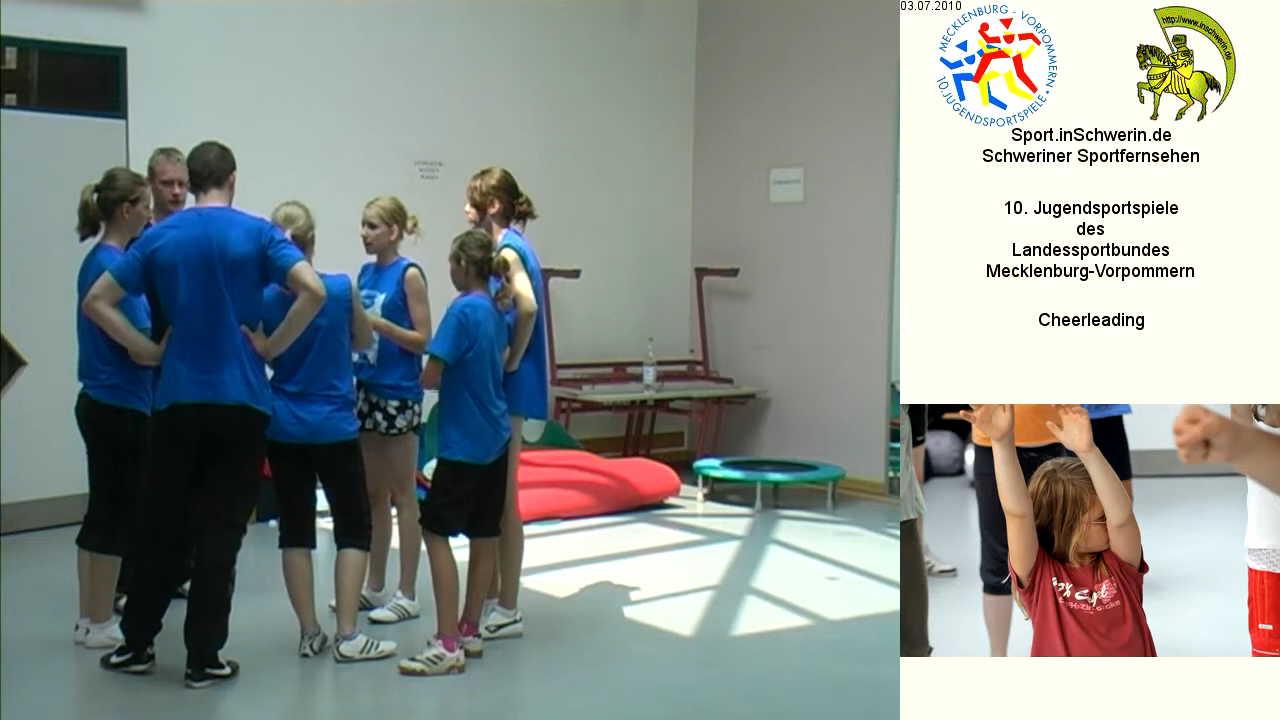 03.07.2010
MECKLENBURG - VORPOMMERN
10. JUGENDSPORTSPIELE
http://www.inschwerin.de
Sport.inSchwerin.de
Schweriner Sportfernsehen
10. Jugendsportspiele
des
Landessportbundes
Mecklenburg-Vorpommern
Cheerleading